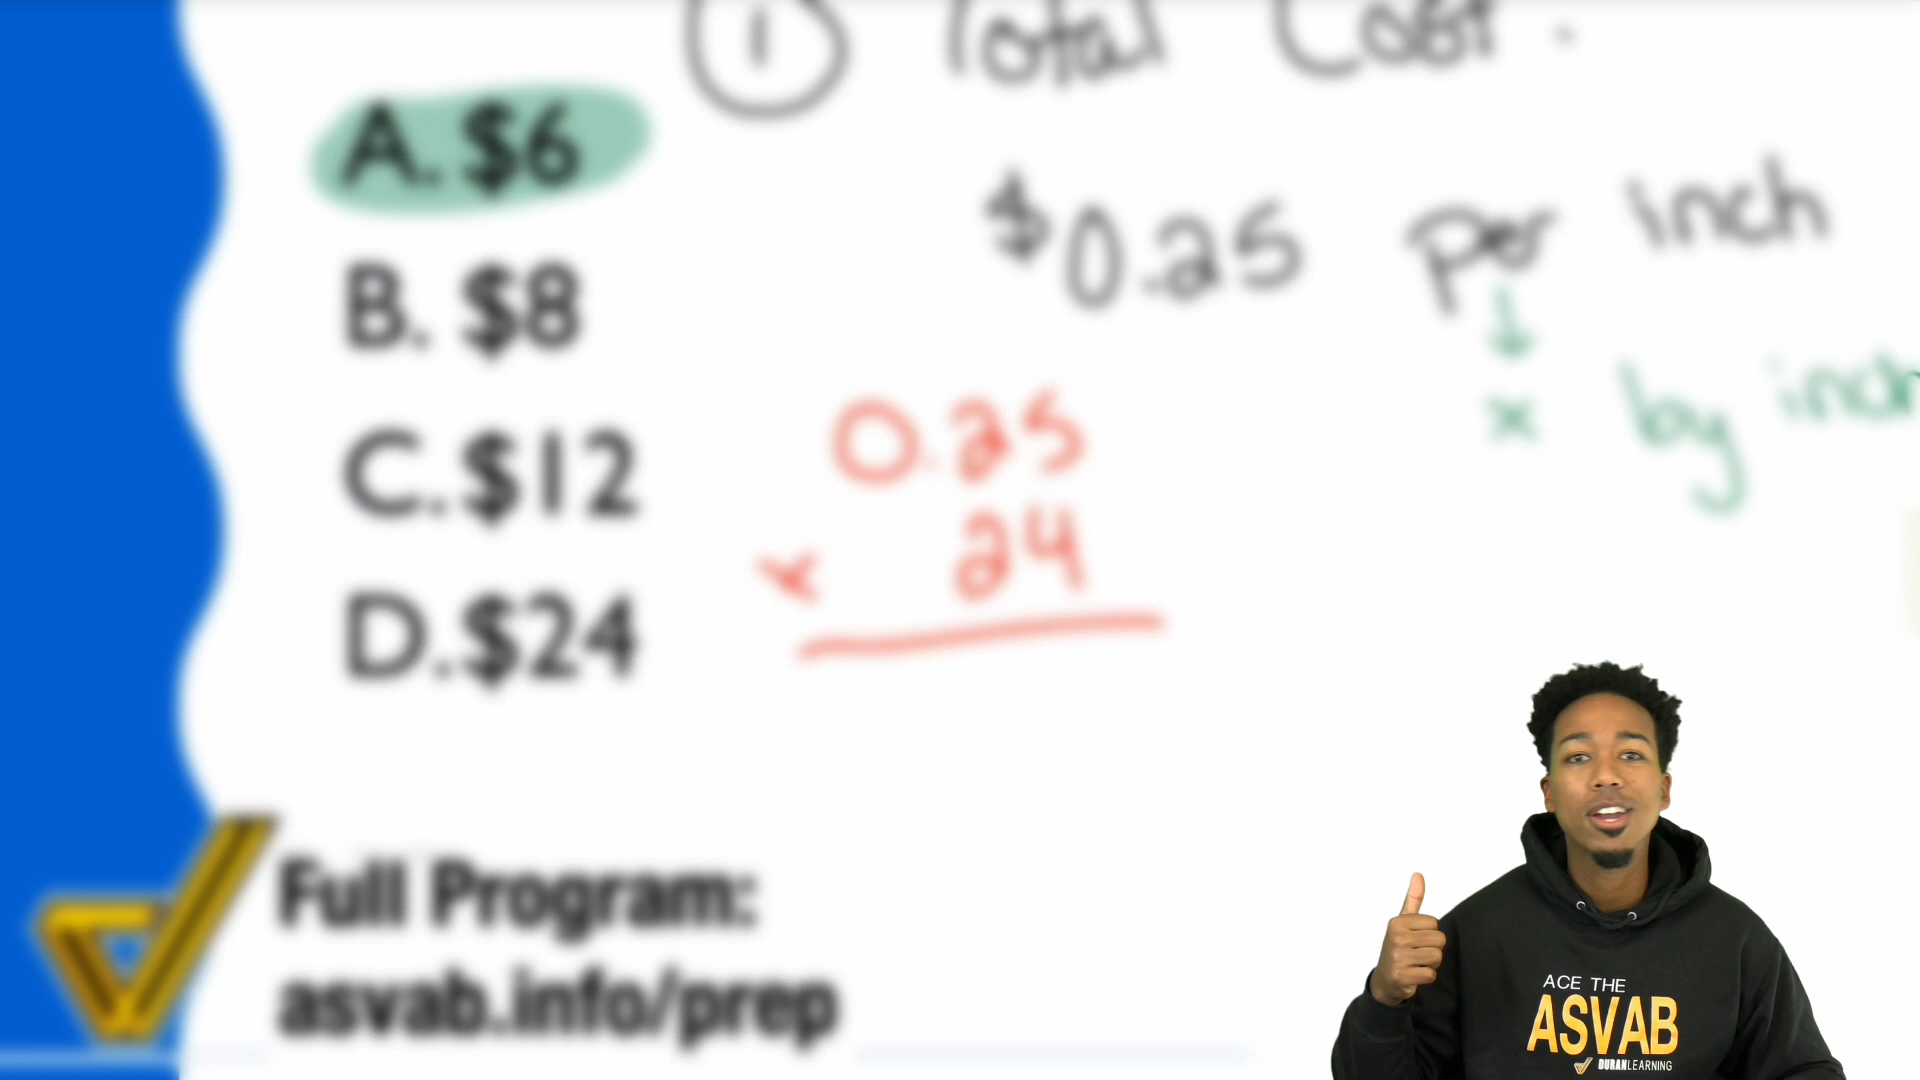 ① Total Cost:
A. $6
$0.25 per inch
B. $8
↓
x by inch
C. $12
0.25
x 24
D. $24
Full Program:
asvab.info/prep
ACE THE
ASVAB
DURANLEARNING